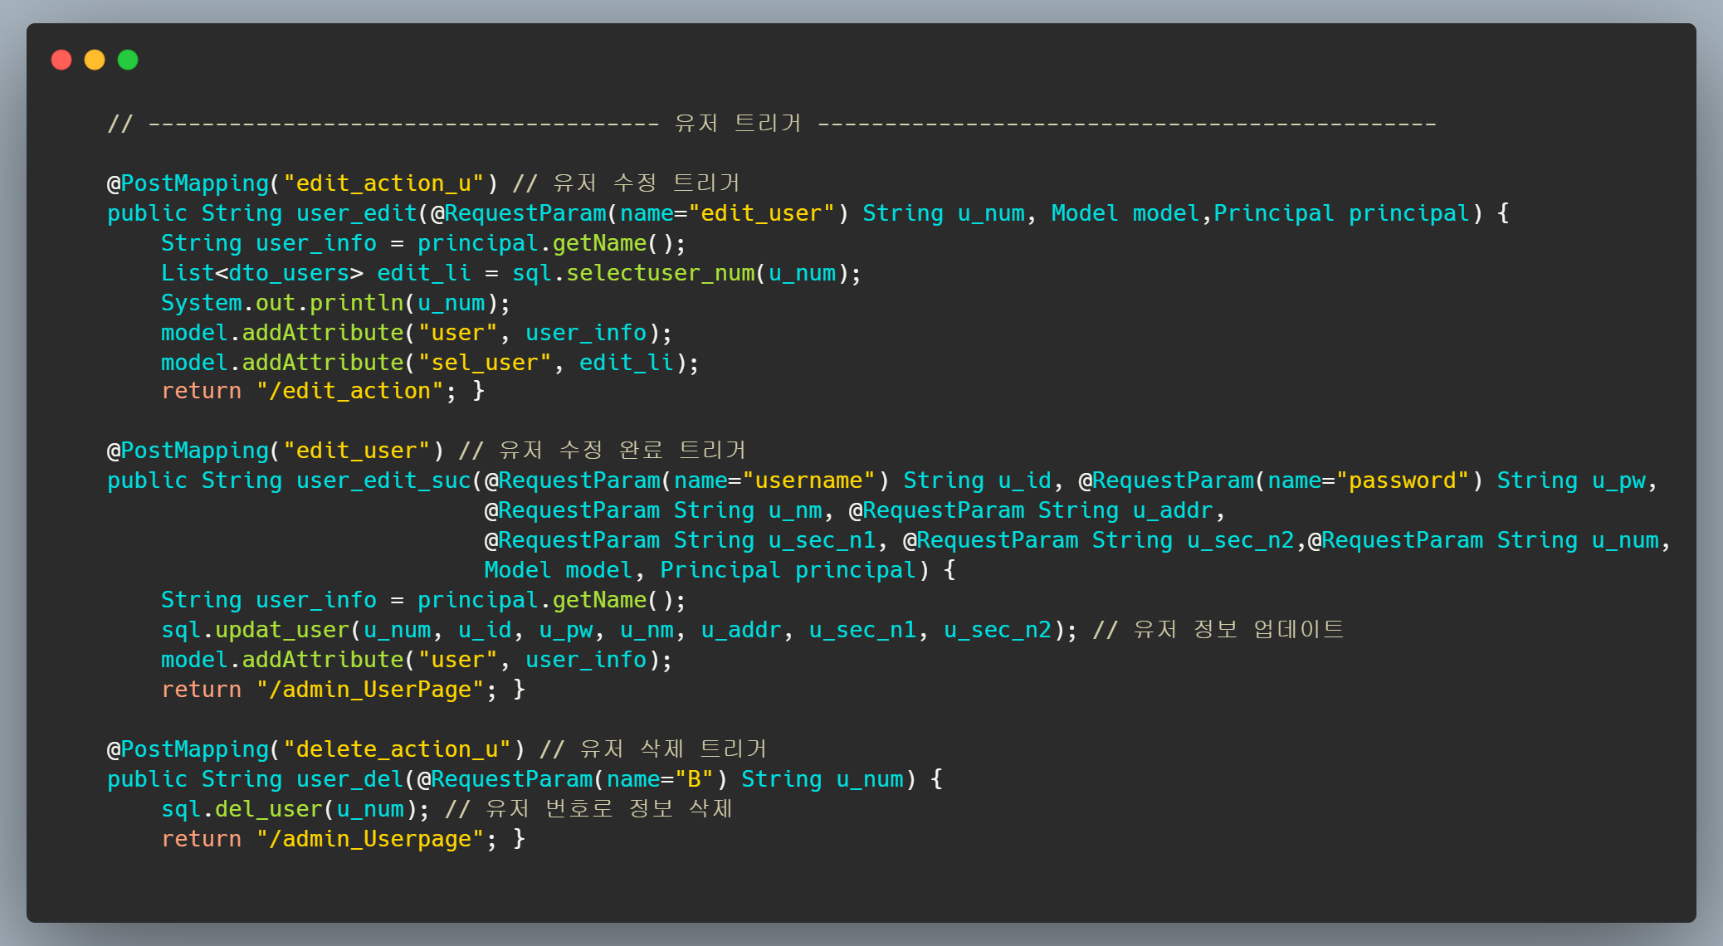 // -------------------------------------- 유저 트리거 ----------------------------------------------
@PostMapping("edit_action_u") // 유저 수정 트리거
public String user_edit(@RequestParam(name="edit_user") String u_num, Model model,Principal principal) {
    String user_info = principal.getName();
    List<dto_users> edit_li = sql.selectuser_num(u_num);
    System.out.println(u_num);
    model.addAttribute("user", user_info);
    model.addAttribute("sel_user", edit_li);
    return "/edit_action"; }
@PostMapping("edit_user") // 유저 수정 완료 트리거
public String user_edit_suc(@RequestParam(name="username") String u_id, @RequestParam(name="password") String u_pw,
                            @RequestParam String u_nm, @RequestParam String u_addr,
                            @RequestParam String u_sec_n1, @RequestParam String u_sec_n2,@RequestParam String u_num,
                            Model model, Principal principal) {
    String user_info = principal.getName();
    sql.updat_user(u_num, u_id, u_pw, u_nm, u_addr, u_sec_n1, u_sec_n2); // 유저 정보 업데이트
    model.addAttribute("user", user_info);
    return "/admin_UserPage"; }
@PostMapping("delete_action_u") // 유저 삭제 트리거
public String user_del(@RequestParam(name="B") String u_num) {
    sql.del_user(u_num); // 유저 번호로 정보 삭제
    return "/admin_Userpage"; }